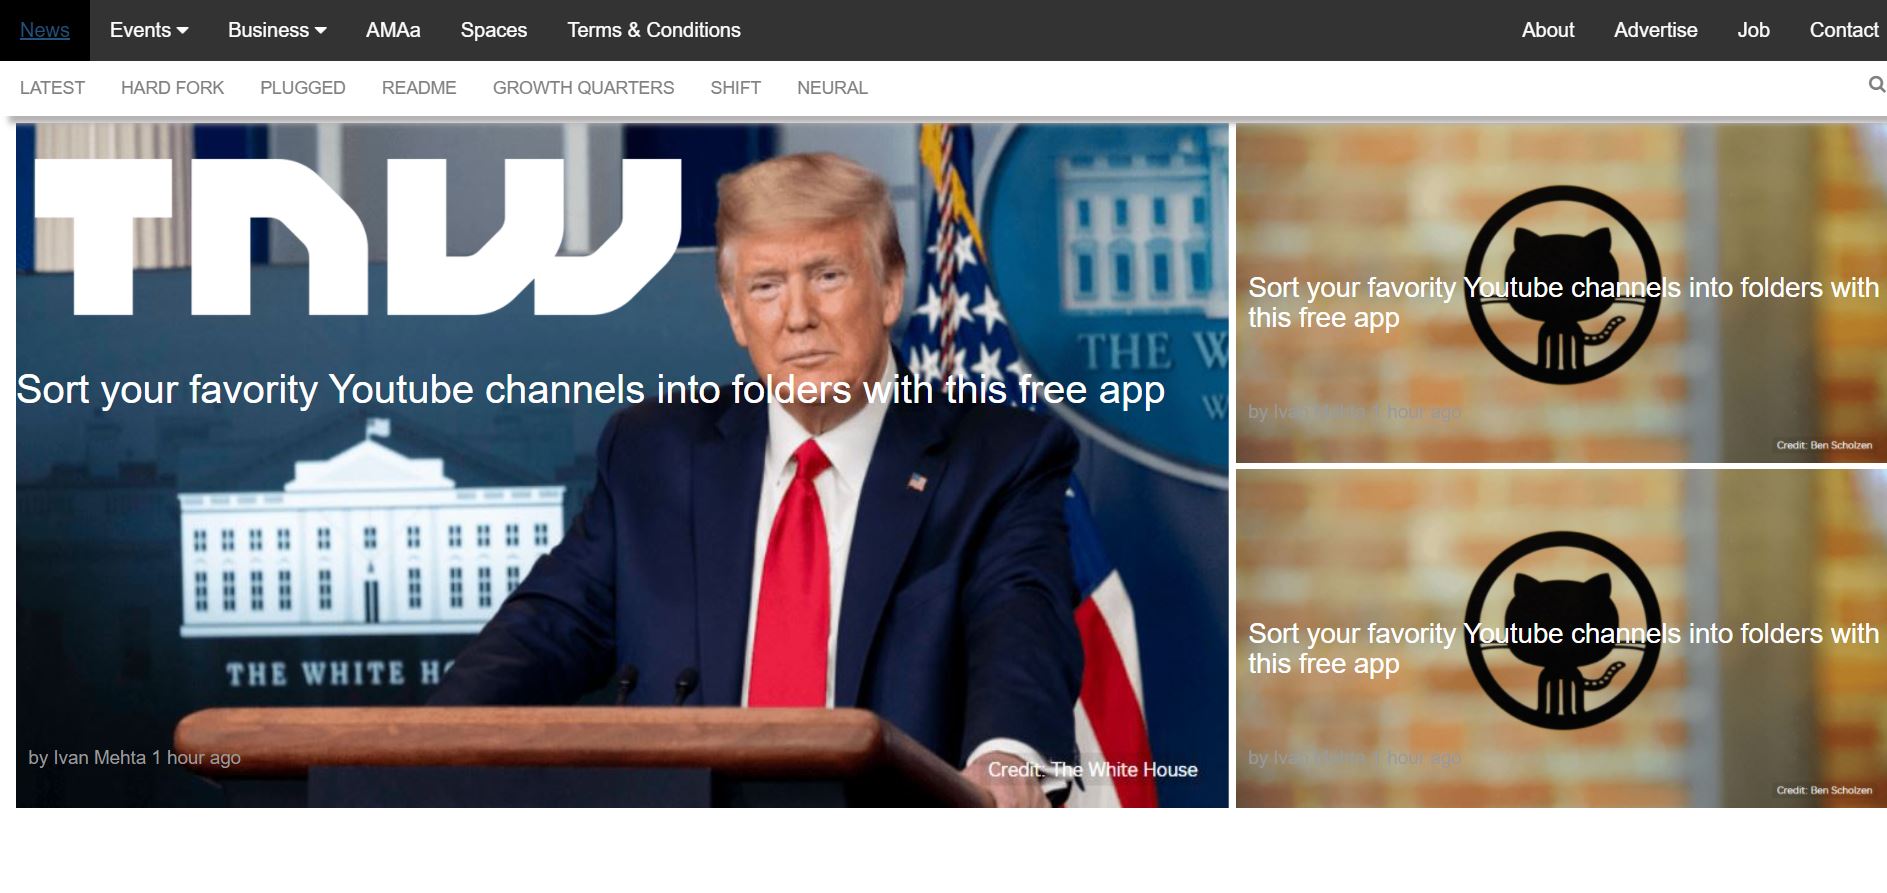 News Events Business AMAa Spaces Terms & Conditions About Advertise Job Contact
LATEST HARD FORK PLUGGED README GROWTH QUARTERS SHIFT NEURAL
TNW
THE W
W
Sort your favority Youtube channels into folders with this free app
THE WHITE HO
by Ivan Mehta 1 hour ago
Credit: The White House
Sort your favority Youtube channels into folders with
this free app
by Ivan Mehta 1 hour ago
Credit: Ben Scholzen
Sort your favority Youtube channels into folders with
this free app
by Ivan Mehta 1 hour ago
Credit: Ben Scholzen